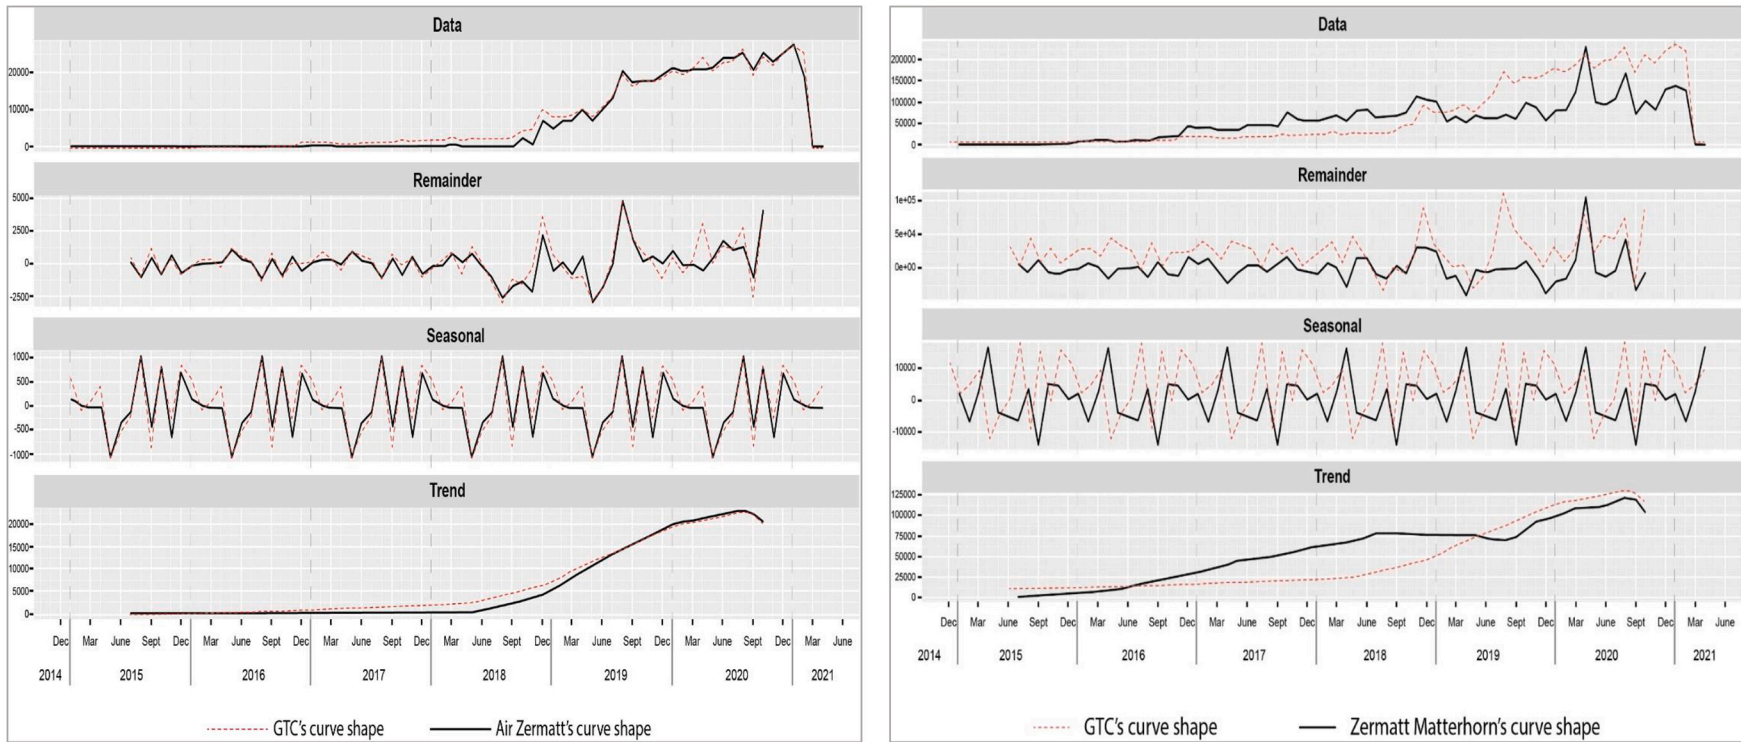 Data
20000
10000
0
Remainder
5000
2500
0
-2500
Seasonal
1000
500
0
-500
-1000
Trend
20000
15000
10000
5000
0
Dec Mar June Sept Dec Mar June Sept Dec Mar June Sept Dec Mar June Sept Dec Mar June Sept Dec Mar June Sept Dec Mar June
2014 2015 2016 2017 2018 2019 2020 2021
GTC's curve shape Air Zermatt's curve shape
Data
200000
150000
100000
50000
0
Remainder
1e+05
5e+04
0e+00
Seasonal
10000
0
-10000
Trend
125000
100000
75000
50000
25000
0
Dec Mar June Sept Dec Mar June Sept Dec Mar June Sept Dec Mar June Sept Dec Mar June Sept Dec Mar June Sept Dec Mar June
2014 2015 2016 2017 2018 2019 2020 2021
GTC's curve shape Zermatt Matterhorn's curve shape